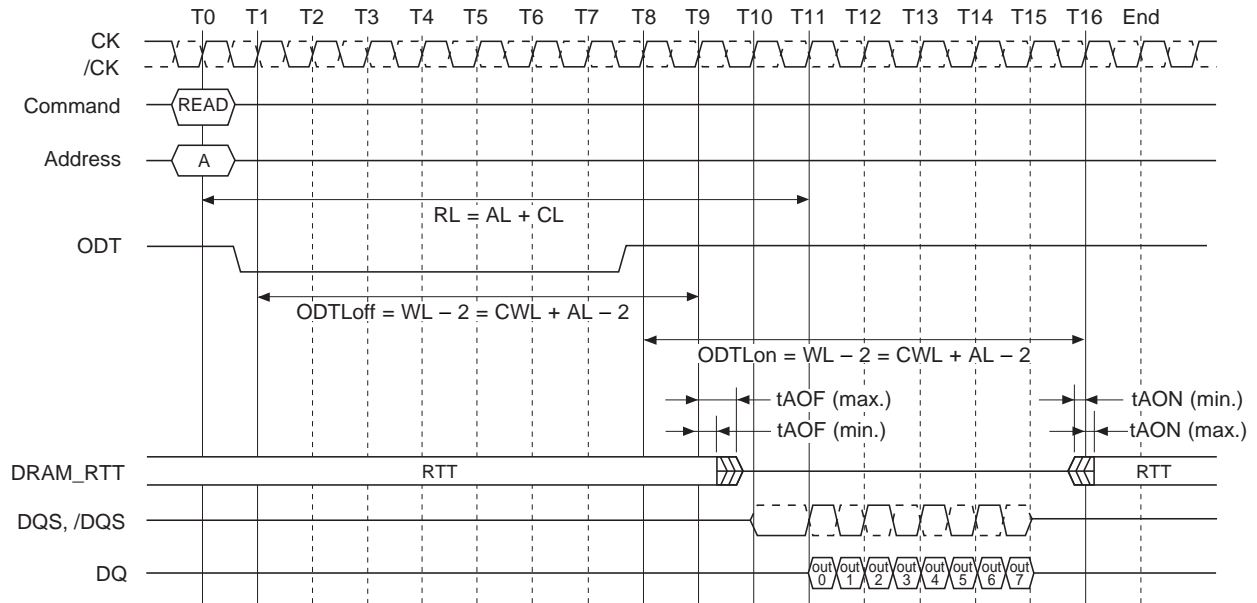 T0 T1 T2 T3 T4 T5 T6 T7 T8 T9 T10 T11 T12 T13 T14 T15 T16 End
CK
/CK
Command READ
Address A
RL = AL + CL
ODT
ODTLoff = WL – 2 = CWL + AL – 2
ODTLon = WL – 2 = CWL + AL – 2
tAOF (max.) tAON (min.)
tAOF (min.) tAON (max.)
DRAM_RTT RTT RTT
DQS, /DQS
DQ out 0 out 1 out 2 out 3 out 4 out 5 out 6 out 7